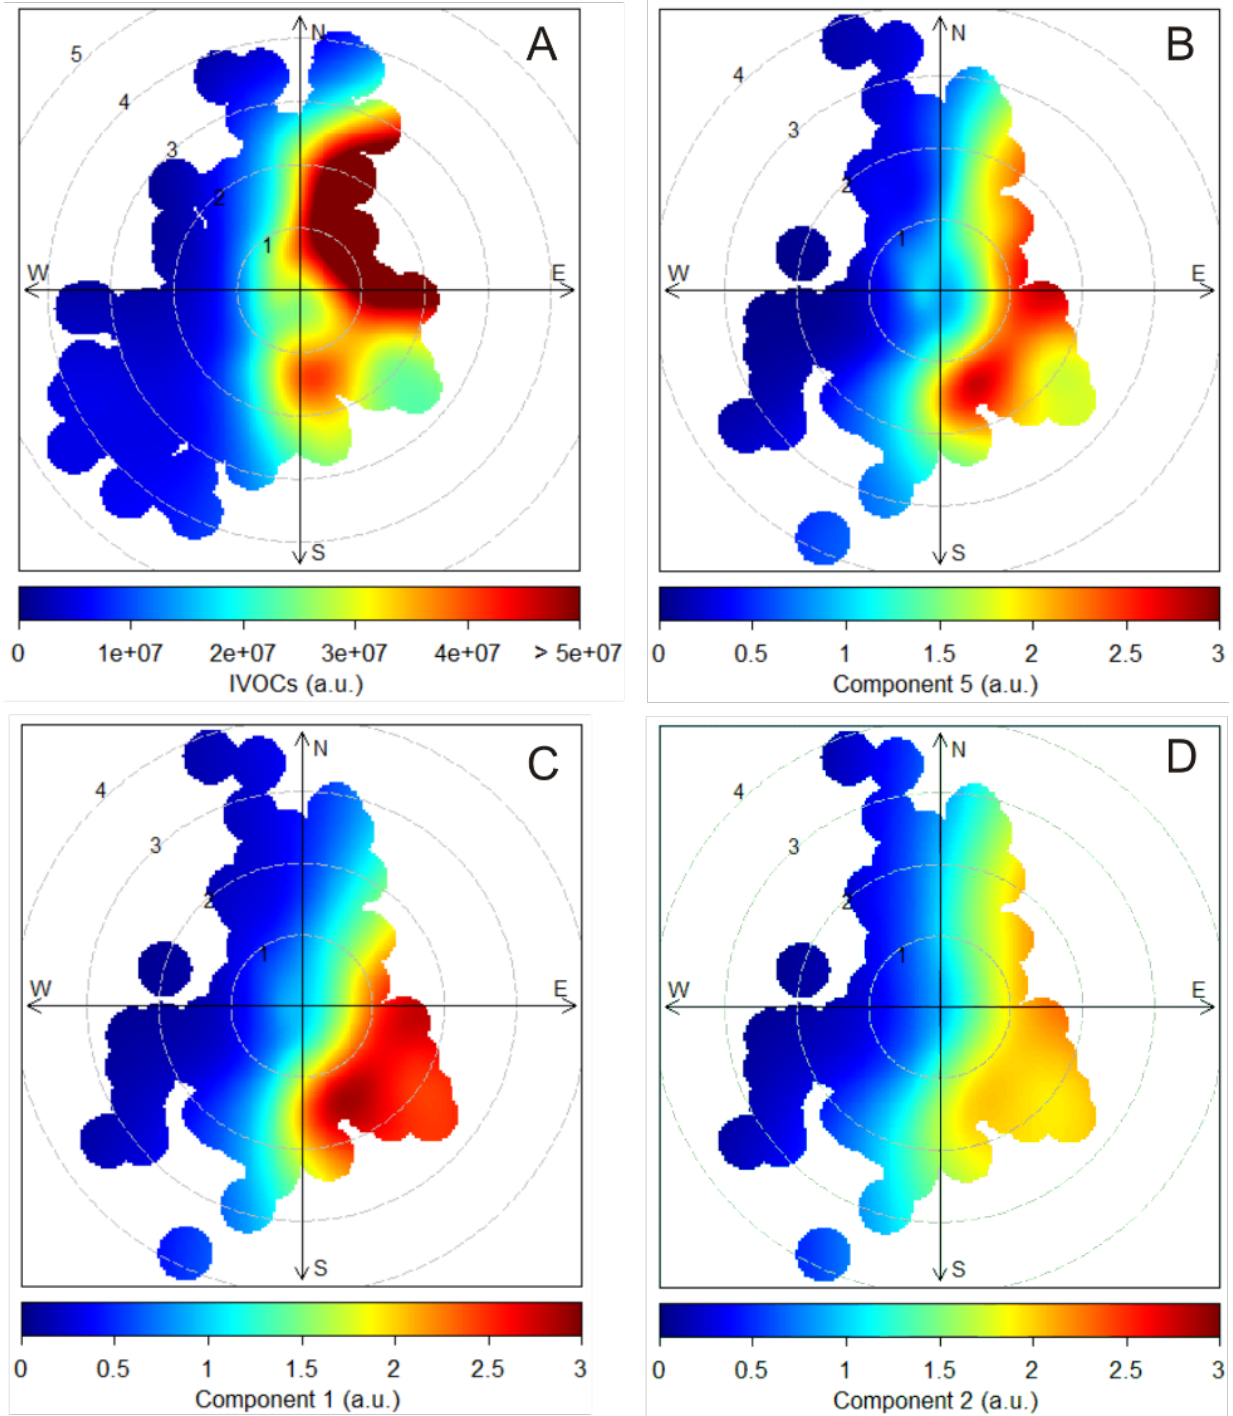 N A
5
4
3
2
1
W E
S
0 1e+07 2e+07 3e+07 4e+07 > 5e+07
IVOCs (a.u.)
N B
4
3
2
1
W E
S
0 0.5 1 1.5 2 2.5 3
Component 5 (a.u.)
N C
4
3
2
1
W E
S
0 0.5 1 1.5 2 2.5 3
Component 1 (a.u.)
N D
4
3
2
1
W E
S
0 0.5 1 1.5 2 2.5 3
Component 2 (a.u.)